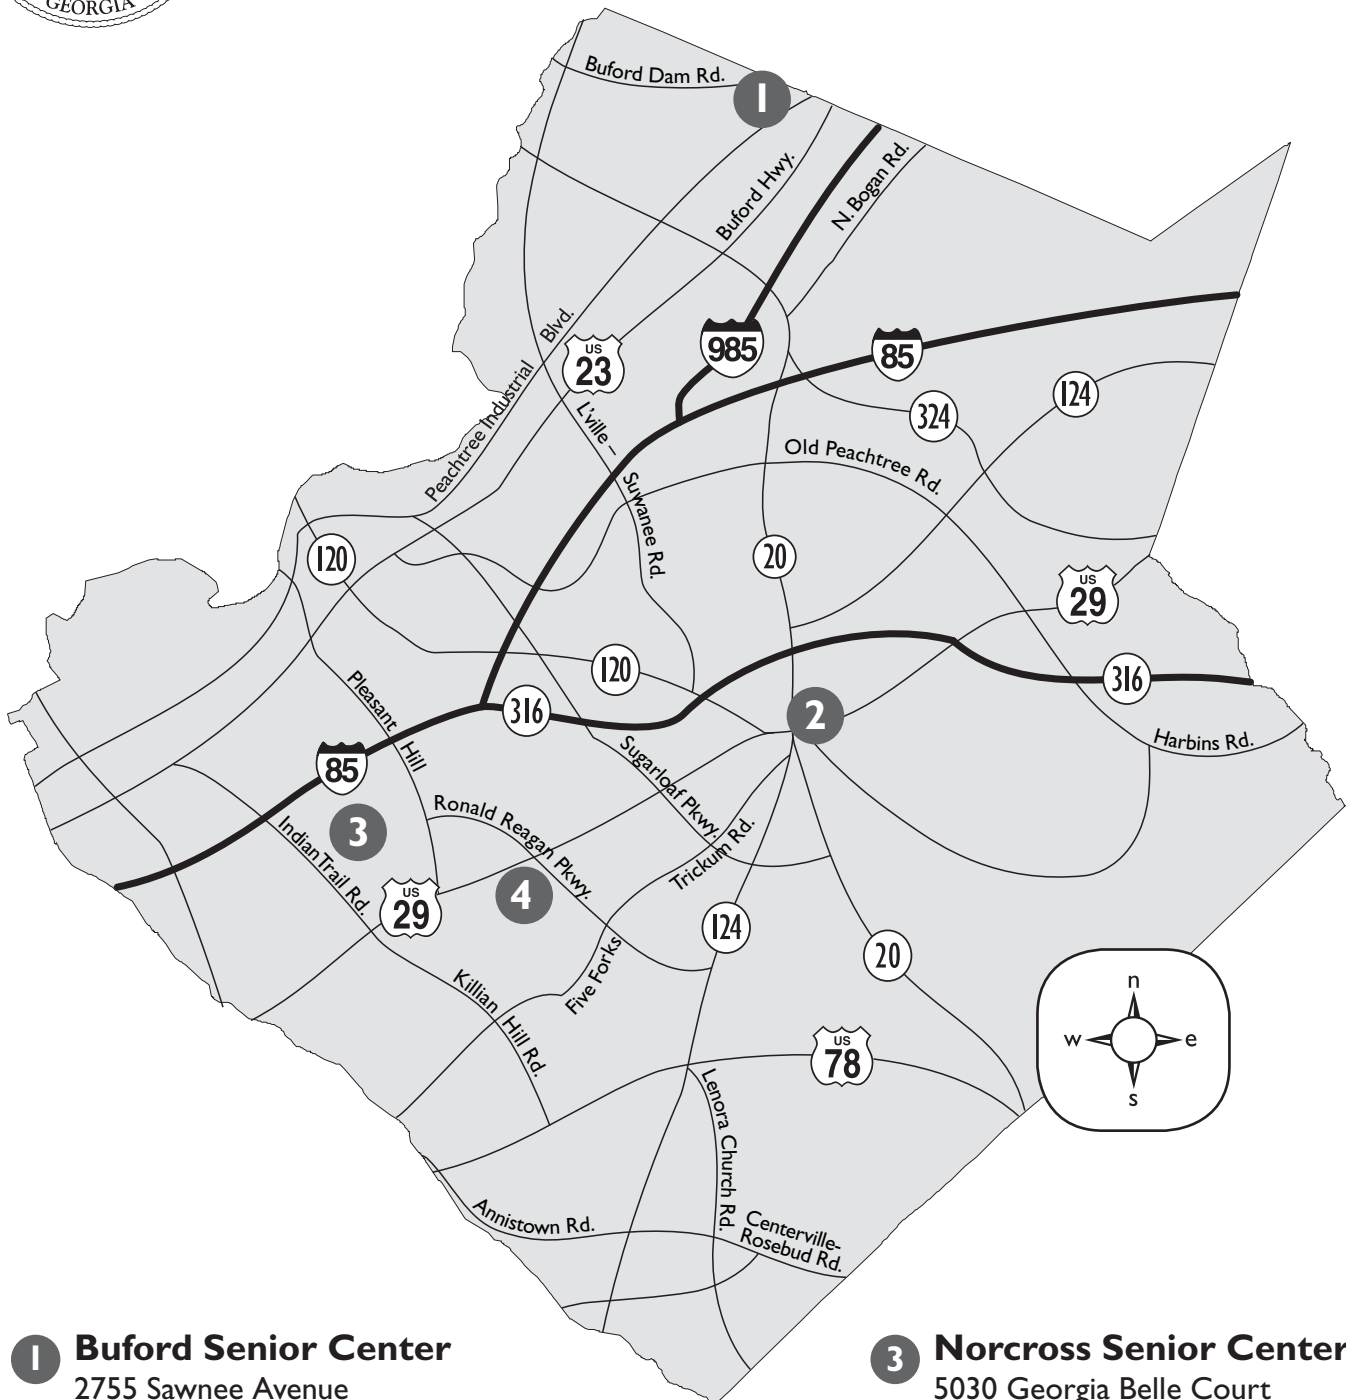 GEORGIA
Buford Dam Rd.
1
Buford Hwy.
N. Bogan Rd.
Peachtree Industrial Blvd.
US
23
985
85
324
124
L'ville – Suwanee Rd.
Old Peachtree Rd.
120
20
US
29
120
316
316
2
Pleasant Hill
85
Sugarloaf Pkwy.
Harbins Rd.
3
Ronald Reagan Pkwy.
Indian Trail Rd.
Trickum Rd.
US
29
4
124
20
Five Forks
Killian Hill Rd.
US
78
n
w
e
s
Lenora Church Rd.
Annistown Rd.
Centerville-
Rosebud Rd.
1 Buford Senior Center
2755 Sawnee Avenue
3 Norcross Senior Center
5030 Georgia Belle Court